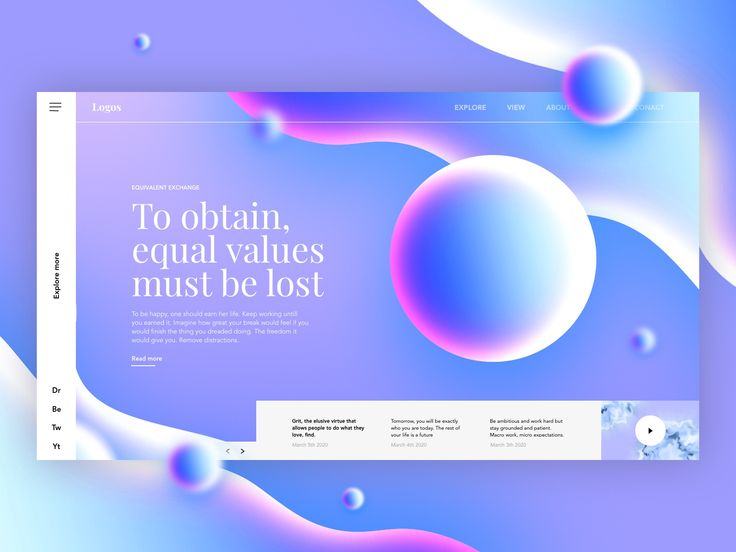 Logos
EXPLORE
VIEW
ABOUT
CONACT
Explore more
EQUIVALENT EXCHANGE
To obtain,
equal values
must be lost
To be happy, one should earn her life. Keep working untill
you earned it. Imagine how great your break would feel if you
would finish the thing you dreaded doing. The freedom it
would give you. Remove distractions.
Read more
Dr
Be
Tw
Yt
Grit, the elusive virtue that
allows people to do what they
love, find.
March 5th 2020
Tomorrow, you will be exactly
who you are today. The rest of
your life is a future
March 4th 2020
Be ambitious and work hard but
stay grounded and patient.
Macro work, micro expectations.
March 3th 2020